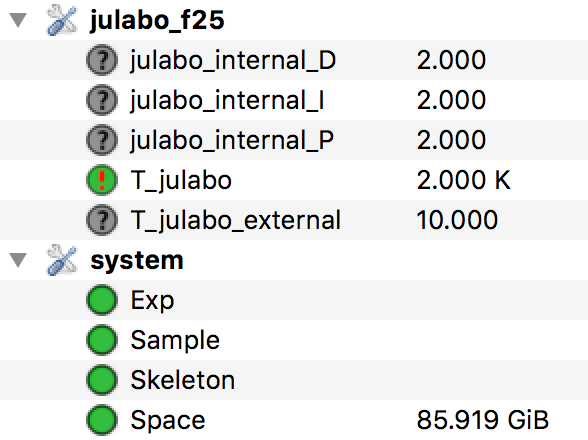 julabo_f25
julabo_internal_D 2.000
julabo_internal_I 2.000
julabo_internal_P 2.000
T_julabo 2.000 K
T_julabo_external 10.000
system
Exp
Sample
Skeleton
Space 85.919 GiB